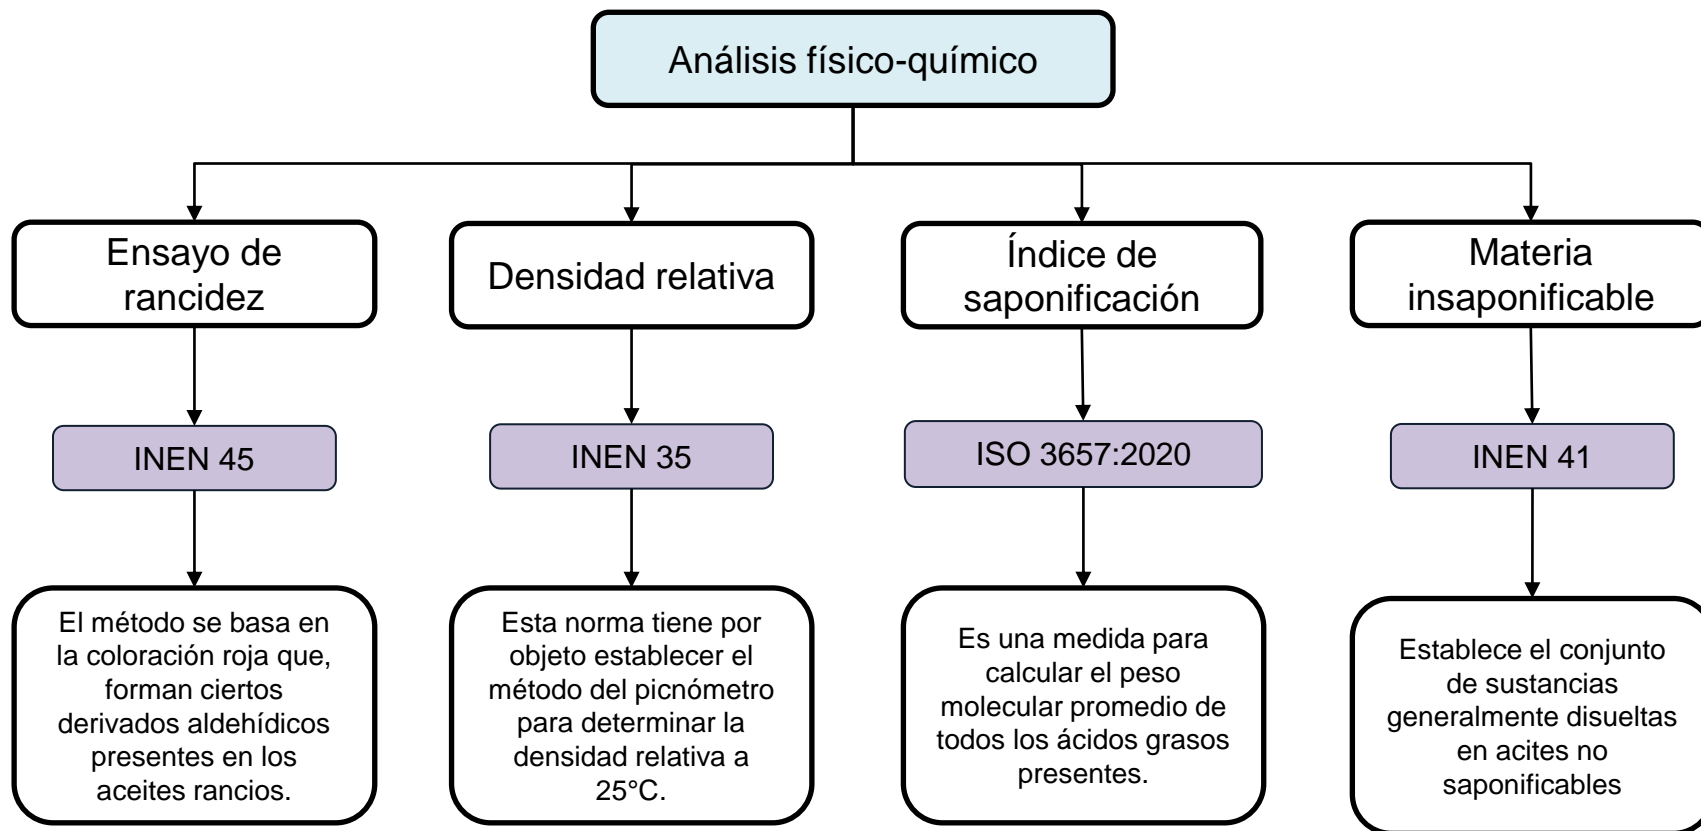 Análisis físico-químico
Ensayo de
rancidez
Densidad relativa
Índice de
saponificación
Materia
insaponificable
INEN 45
INEN 35
ISO 3657:2020
INEN 41
El método se basa en
la coloración roja que,
forman ciertos
derivados aldehídicos
presentes en los
aceites rancios.
Esta norma tiene por
objeto establecer el
método del picnómetro
para determinar la
densidad relativa a
25°C.
Es una medida para
calcular el peso
molecular promedio de
todos los ácidos grasos
presentes.
Establece el conjunto
de sustancias
generalmente disueltas
en acites no
saponificables